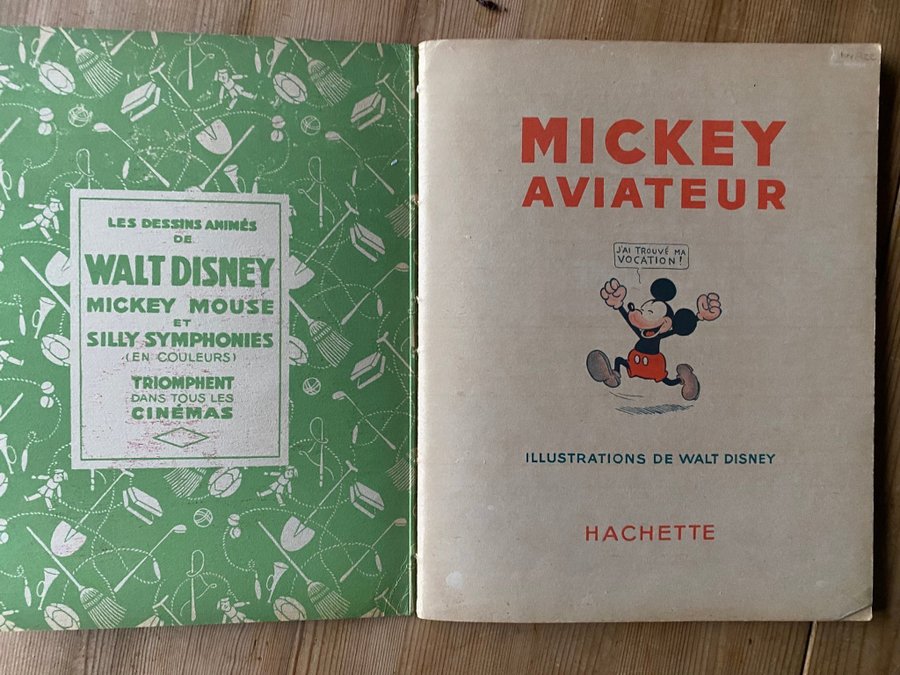 LES DESSINS ANIMÉS
DE
WALT DISNEY
MICKEY MOUSE
ET
SILLY SYMPHONIES
(EN COULEURS)
TRIOMPHENT
DANS TOUS LES
CINÉMAS
MICKEY
AVIATEUR
J'AI TROUVÉ MA
VOCATION!
ILLUSTRATIONS DE WALT DISNEY
HACHETTE